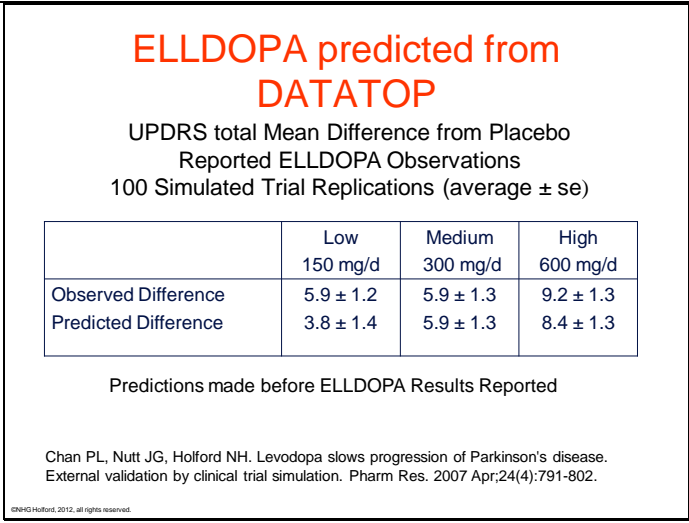 ELLDOPA predicted from
DATATOP
UPDRS total Mean Difference from Placebo
Reported ELLDOPA Observations
100 Simulated Trial Replications (average ± se)
Low Medium High
150 mg/d 300 mg/d 600 mg/d
Observed Difference 5.9 ± 1.2 5.9 ± 1.3 9.2 ± 1.3
Predicted Difference 3.8 ± 1.4 5.9 ± 1.3 8.4 ± 1.3
Predictions made before ELLDOPA Results Reported
Chan PL, Nutt JG, Holford NH. Levodopa slows progression of Parkinson's disease.
External validation by clinical trial simulation. Pharm Res. 2007 Apr;24(4):791-802.
©NHG Holford, 2012, all rights reserved.